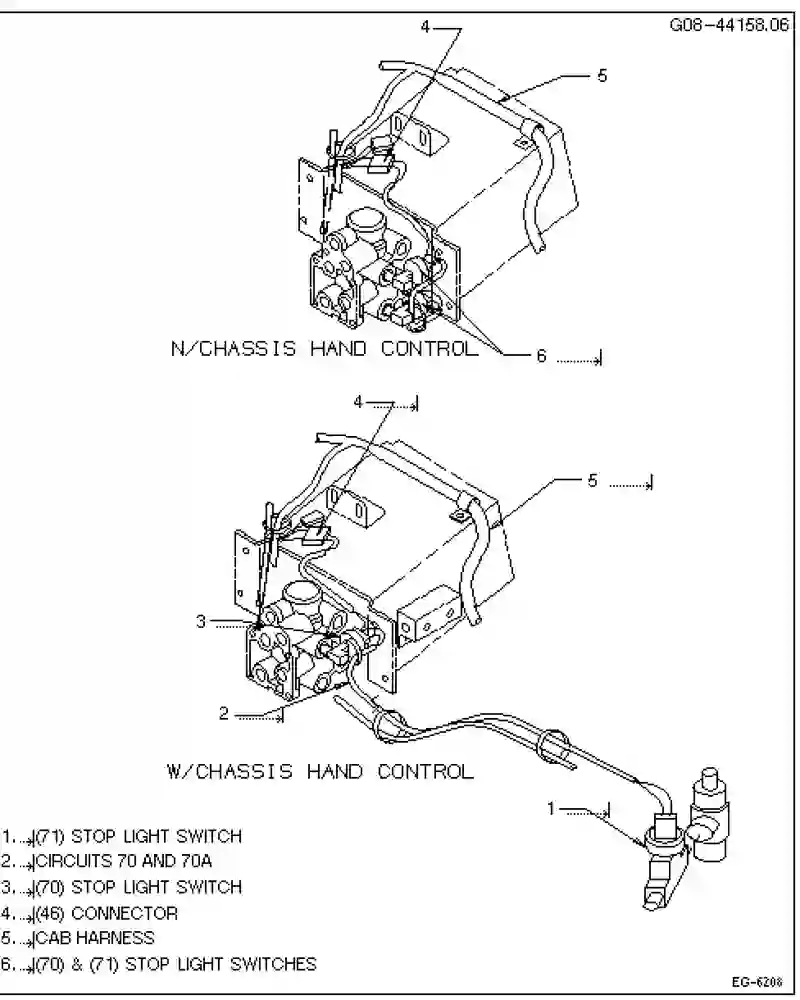 G08-44158.06
4
5
N/CHASSIS HAND CONTROL
6
4
5
3
2
W/CHASSIS HAND CONTROL
1
1. (71) STOP LIGHT SWITCH
2. CIRCUITS 70 AND 70A
3. (70) STOP LIGHT SWITCH
4. (46) CONNECTOR
5. CAB HARNESS
6. (70) & (71) STOP LIGHT SWITCHES
EG-6208